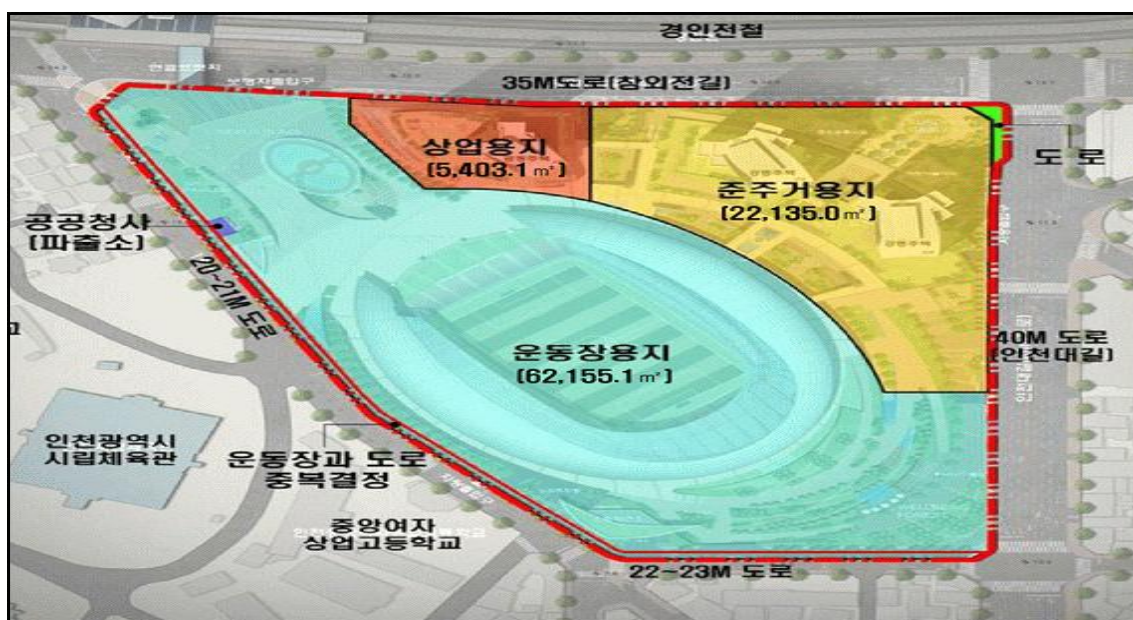 경인전철
35M도로(참외전길)
상업용지
(5,403.1㎡)
준주거용지
(22,135.0㎡)
도 로
공공청사
(파출소)
20~21M 도로
운동장용지
(62,155.1㎡)
40M 도로
(인천대길)
인천광역시
시립체육관
운동장과 도로
중복결정
중앙여자
상업고등학교
22~23M 도로